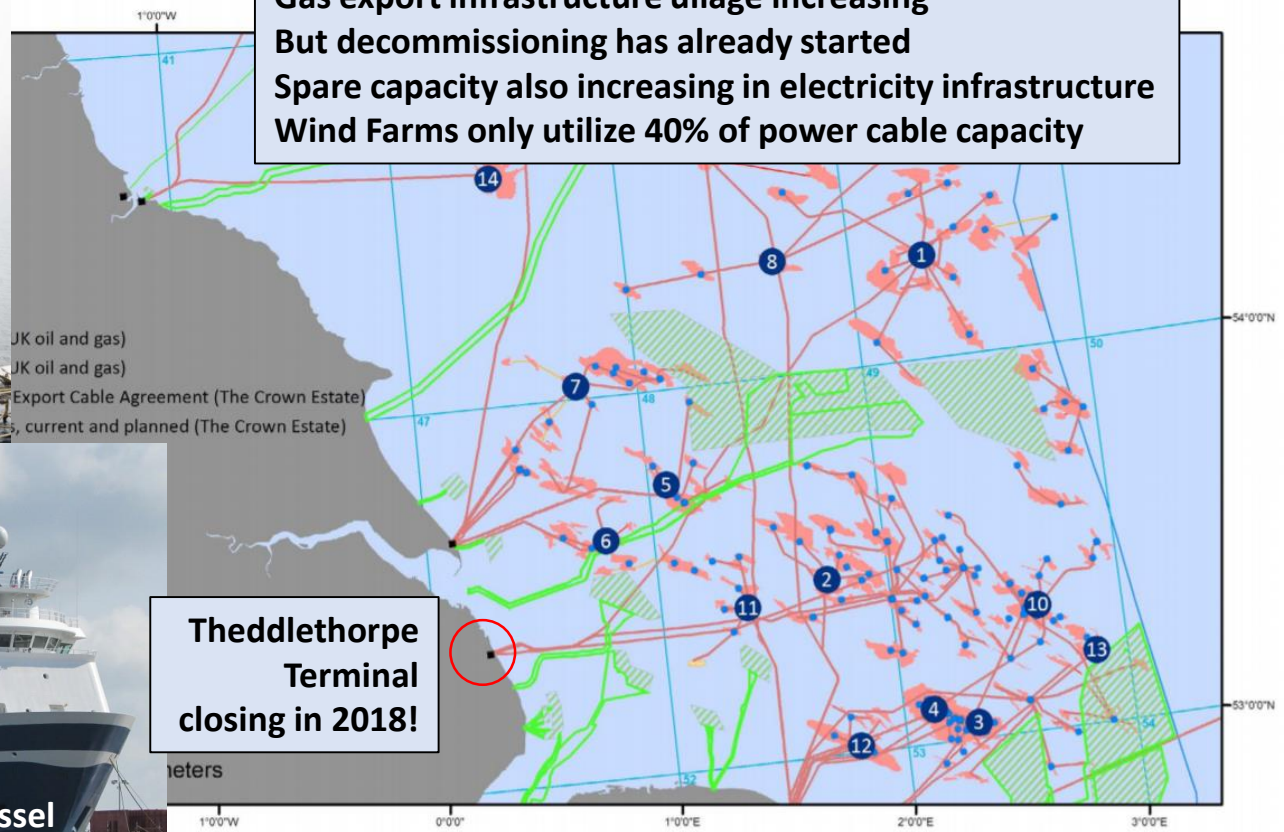 1°0'0"W
Gas export infrastructure ullage increasing
But decommissioning has already started
Spare capacity also increasing in electricity infrastructure
Wind Farms only utilize 40% of power cable capacity
41
14
8
1
54°0'0"N
50
UK oil and gas)
UK oil and gas)
49
Export Cable Agreement (The Crown Estate)
7
48
, current and planned (The Crown Estate)
47
5
6
2
10
11
Theddlethorpe
Terminal
closing in 2018!
13
4
3
53°0'0"N
54
12
53
meters
52
ssel
1°0'0"W
0°0'0"
1°0'0"E
2°0'0"E
3°0'0"E